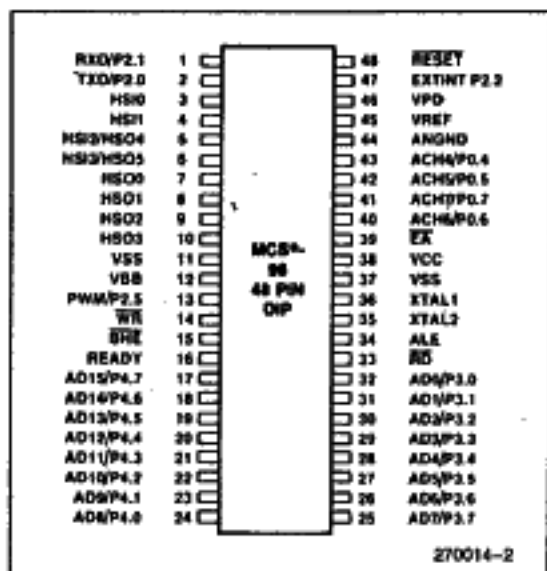 RXD/P2.1 1 48 RESET
TXD/P2.0 2 47 EXTINT P2.2
HSI0 3 46 VPD
HSI1 4 45 VREF
HSI2/HSO4 5 44 ANGND
HSI3/HSO5 6 43 ACH4/P0.4
HSO0 7 42 ACH5/P0.5
HSO1 8 41 ACH7/P0.7
HSO2 9 40 ACH6/P0.6
HSO3 10 39 EA
VSS 11 38 VCC
VBB 12 37 VSS
PWM/P2.5 13 36 XTAL1
WR 14 35 XTAL2
BHE 15 34 ALE
READY 16 33 RD
AD15/P4.7 17 32 AD0/P3.0
AD14/P4.6 18 31 AD1/P3.1
AD13/P4.5 19 30 AD2/P3.2
AD12/P4.4 20 29 AD3/P3.3
AD11/P4.3 21 28 AD4/P3.4
AD10/P4.2 22 27 AD5/P3.5
AD9/P4.1 23 26 AD6/P3.6
AD8/P4.0 24 25 AD7/P3.7
MCS®-
96
48 PIN
DIP
270014-2